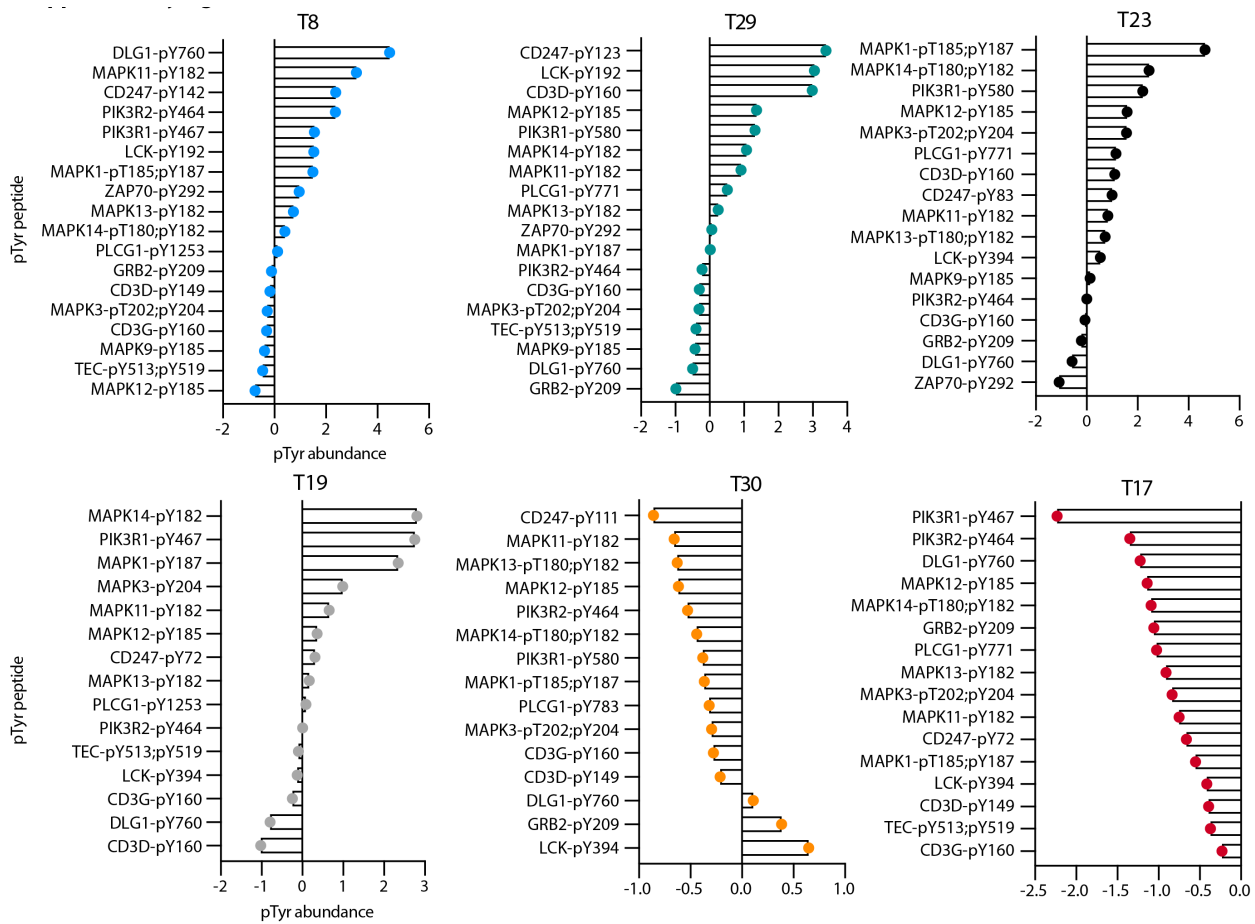 T8
pTyr peptide
DLG1-pY760
MAPK11-pY182
CD247-pY142
PIK3R2-pY464
PIK3R1-pY467
LCK-pY192
MAPK1-pT185;pY187
ZAP70-pY292
MAPK13-pY182
MAPK14-pT180;pY182
PLCG1-pY1253
GRB2-pY209
CD3D-pY149
MAPK3-pT202;pY204
CD3G-pY160
MAPK9-pY185
TEC-pY513;pY519
MAPK12-pY185
-2 0 2 4 6
pTyr abundance
T29
CD247-pY123
LCK-pY192
CD3D-pY160
MAPK12-pY185
PIK3R1-pY580
MAPK14-pY182
MAPK11-pY182
PLCG1-pY771
MAPK13-pY182
ZAP70-pY292
MAPK1-pY187
PIK3R2-pY464
CD3G-pY160
MAPK3-pT202;pY204
TEC-pY513;pY519
MAPK9-pY185
DLG1-pY760
GRB2-pY209
-2 -1 0 1 2 3 4
T23
MAPK1-pT185;pY187
MAPK14-pT180;pY182
PIK3R1-pY580
MAPK12-pY185
MAPK3-pT202;pY204
PLCG1-pY771
CD3D-pY160
CD247-pY83
MAPK11-pY182
MAPK13-pT180;pY182
LCK-pY394
MAPK9-pY185
PIK3R2-pY464
CD3G-pY160
GRB2-pY209
DLG1-pY760
ZAP70-pY292
-2 0 2 4 6
T19
pTyr peptide
MAPK14-pY182
PIK3R1-pY467
MAPK1-pY187
MAPK3-pY204
MAPK11-pY182
MAPK12-pY185
CD247-pY72
MAPK13-pY182
PLCG1-pY1253
PIK3R2-pY464
TEC-pY513;pY519
LCK-pY394
CD3G-pY160
DLG1-pY760
CD3D-pY160
-2 -1 0 1 2 3
pTyr abundance
T30
CD247-pY111
MAPK11-pY182
MAPK13-pT180;pY182
MAPK12-pY185
PIK3R2-pY464
MAPK14-pT180;pY182
PIK3R1-pY580
MAPK1-pT185;pY187
PLCG1-pY783
MAPK3-pT202;pY204
CD3G-pY160
CD3D-pY149
DLG1-pY760
GRB2-pY209
LCK-pY394
-1.0 -0.5 0.0 0.5 1.0
T17
PIK3R1-pY467
PIK3R2-pY464
DLG1-pY760
MAPK12-pY185
MAPK14-pT180;pY182
GRB2-pY209
PLCG1-pY771
MAPK13-pY182
MAPK3-pT202;pY204
MAPK11-pY182
CD247-pY72
MAPK1-pT185;pY187
LCK-pY394
CD3D-pY149
TEC-pY513;pY519
CD3G-pY160
-2.5 -2.0 -1.5 -1.0 -0.5 0.0